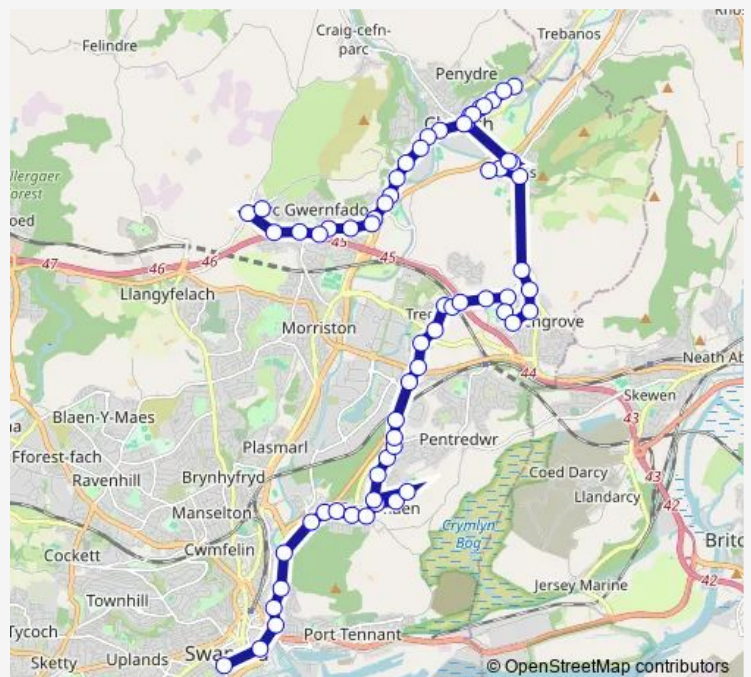 Felindre
Craig-cefn-
parc
Trebanos
Penydre
Gwernfado
47
46
46
45
45
Llangyfelach
Morriston
44
Neath Ab
Skewen
43
Blaen-Y-Maes
Plasmarl
Pentredwr
Fforest-fach
Ravenhill
Brynhyfryd
Coed Darcy
43
Llandarcy
Manselton
42
Crymlyn
Bog
Cockett
Cwmfelin
42
Jersey Marine
Townhill
Port Tennant
Sketty
Uplands
© OpenStreetMap contributors